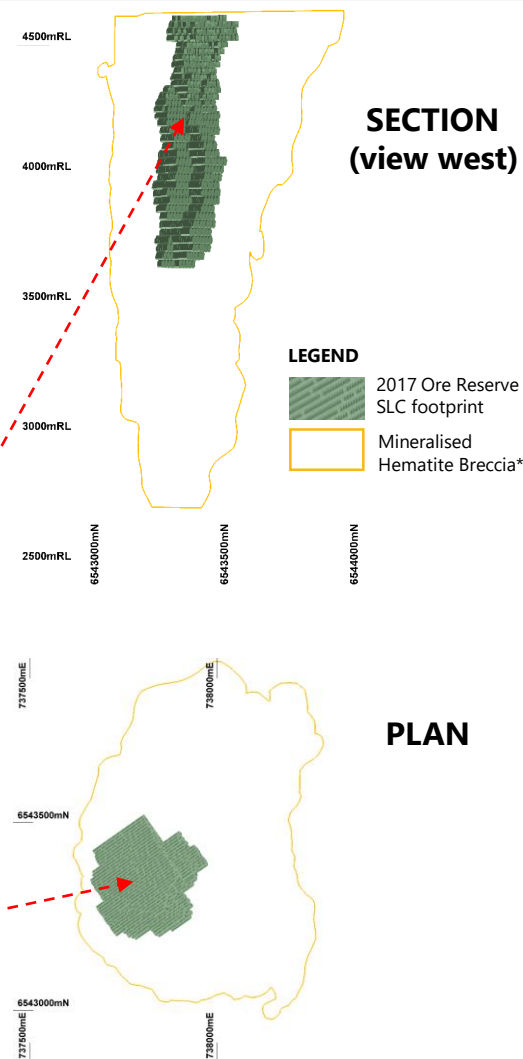 4500mRL
SECTION
(view west)
4000mRL
3500mRL
LEGEND
2017 Ore Reserve
SLC footprint
3000mRL
Mineralised
Hematite Breccia*
2500mRL
6543000mN
6543500mN
6544000mN
737500mE
738000mE
PLAN
6543500mN
6543000mN
737500mE
738000mE